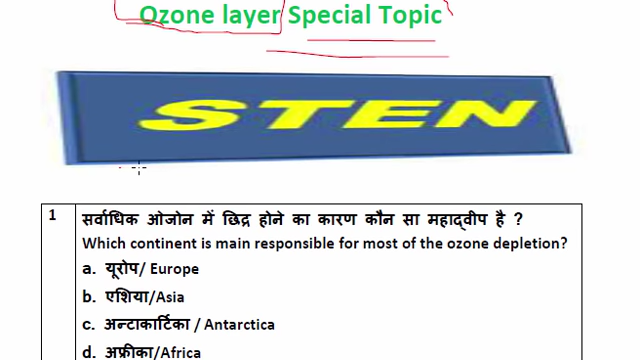 Ozone layer Special Topic
STEN
1 सर्वाधिक ओजोन में छिद्र होने का कारण कौन सा महाद्वीप है ?
Which continent is main responsible for most of the ozone depletion?
a. यूरोप/ Europe
b. एशिया/Asia
c. अन्टाकार्टिका / Antarctica
d. अफ्रीका/Africa